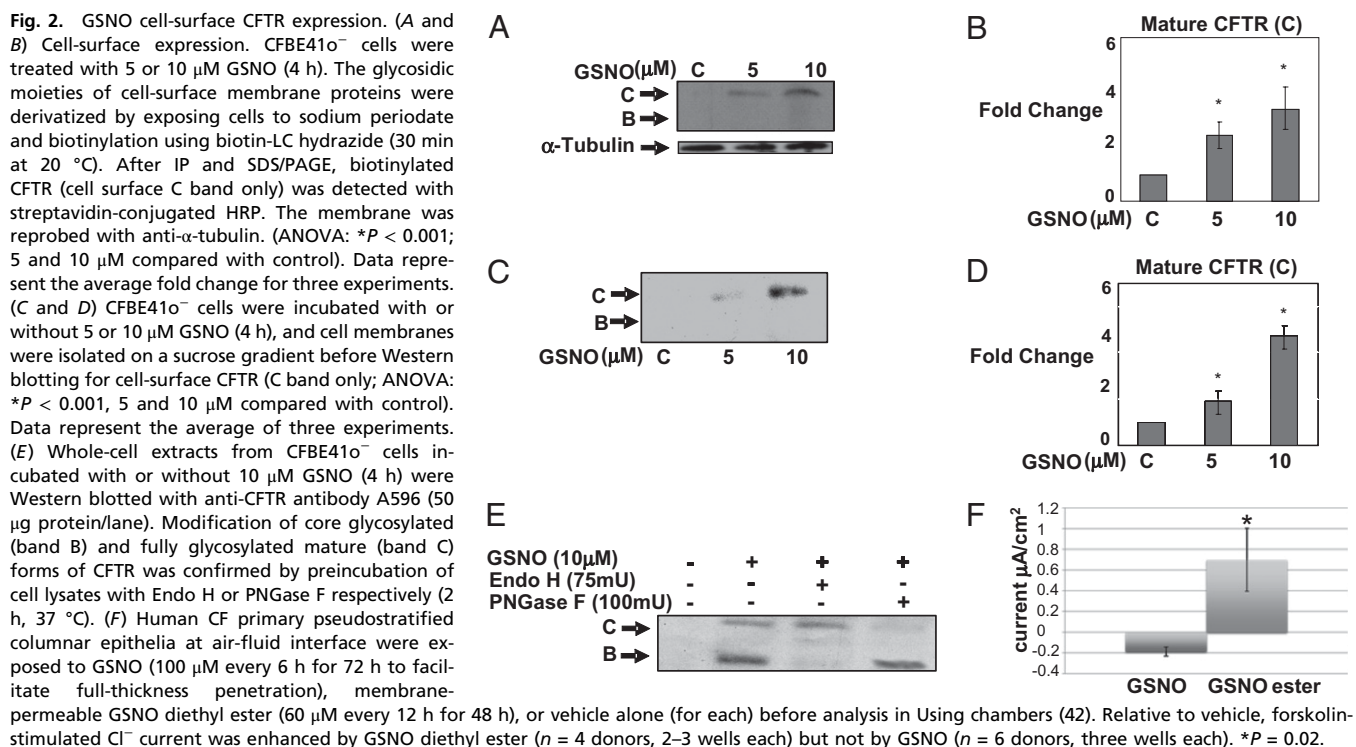 Fig. 2. GSNO cell-surface CFTR expression. (A and
B) Cell-surface expression. CFBE41o⁻ cells were
treated with 5 or 10 μM GSNO (4 h). The glycosidic
moieties of cell-surface membrane proteins were
derivatized by exposing cells to sodium periodate
and biotinylation using biotin-LC hydrazide (30 min
at 20 °C). After IP and SDS/PAGE, biotinylated
CFTR (cell surface C band only) was detected with
streptavidin-conjugated HRP. The membrane was
reprobed with anti-α-tubulin. (ANOVA: *P < 0.001;
5 and 10 μM compared with control). Data repre-
sent the average fold change for three experiments.
(C and D) CFBE41o⁻ cells were incubated with or
without 5 or 10 μM GSNO (4 h), and cell membranes
were isolated on a sucrose gradient before Western
blotting for cell-surface CFTR (C band only; ANOVA:
*P < 0.001, 5 and 10 μM compared with control).
Data represent the average of three experiments.
(E) Whole-cell extracts from CFBE41o⁻ cells in-
cubated with or without 10 μM GSNO (4 h) were
Western blotted with anti-CFTR antibody A596 (50
μg protein/lane). Modification of core glycosylated
(band B) and fully glycosylated mature (band C)
forms of CFTR was confirmed by preincubation of
cell lysates with Endo H or PNGase F respectively (2
h, 37 °C). (F) Human CF primary pseudostratified
columnar epithelia at air-fluid interface were ex-
posed to GSNO (100 μM every 6 h for 72 h to facil-
itate full-thickness penetration), membrane-
permeable GSNO diethyl ester (60 μM every 12 h for 48 h), or vehicle alone (for each) before analysis in Using chambers (42). Relative to vehicle, forskolin-
stimulated Cl⁻ current was enhanced by GSNO diethyl ester (n = 4 donors, 2–3 wells each) but not by GSNO (n = 6 donors, three wells each). *P = 0.02.
A
GSNO(μM) C 5 10
C
B
α-Tubulin
B
Mature CFTR (C)
6
4
Fold Change
2
0
* *
GSNO(μM) C 5 10
C
C
B
GSNO(μM) C 5 10
D
Mature CFTR (C)
6
4
Fold Change
2
0
* *
GSNO(μM) C 5 10
E
GSNO (10μM) - + + +
Endo H (75mU) - - + -
PNGase F (100mU) - - - +
C
B
F
current μA/cm²
1.2
1
0.8
0.6
0.4
0.2
0
-0.2
-0.4
*
GSNO GSNO ester